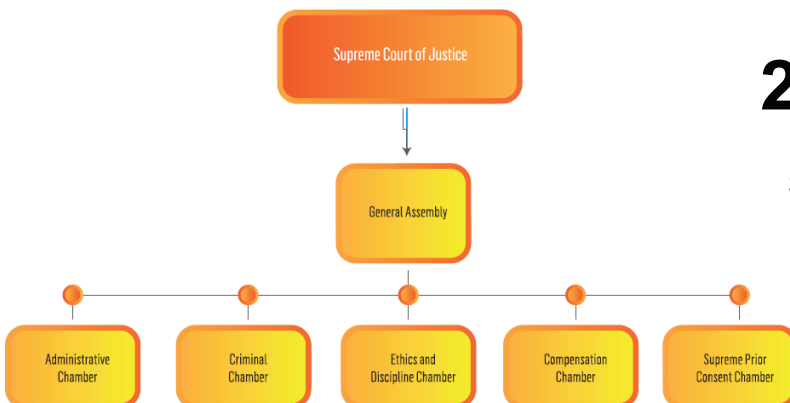 Supreme Court of Justice
2
General Assembly
Administrative
Chamber
Criminal
Chamber
Ethics and
Discipline Chamber
Compensation
Chamber
Supreme Prior
Consent Chamber